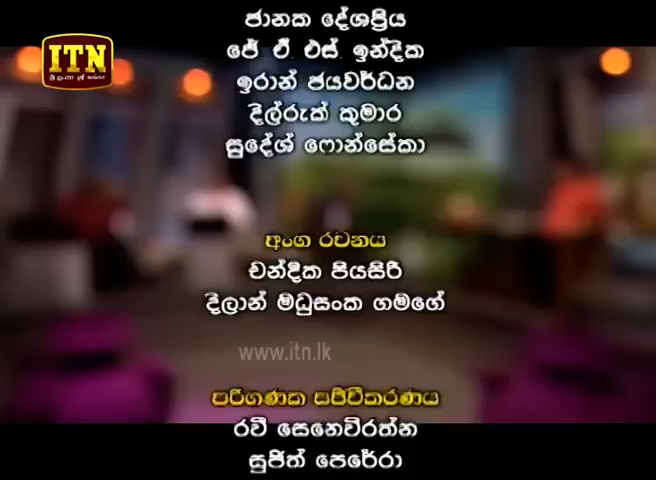 ජානක දේශප්‍රිය
ITN
ජේ. ඒ. එස්. ඉන්දික
ඉරාන් ජයවර්ධන
දිල්රුක් කුමාර
සුදේශ් ෆොන්සේකා
අංග රචනය
චන්දික පියසිරි
දිලාන් මධුසංක ගමගේ
www.itn.lk
පරිගණක සජීවීකරණය
රවී සෙනෙවිරත්න
සුජිත් පෙරේරා